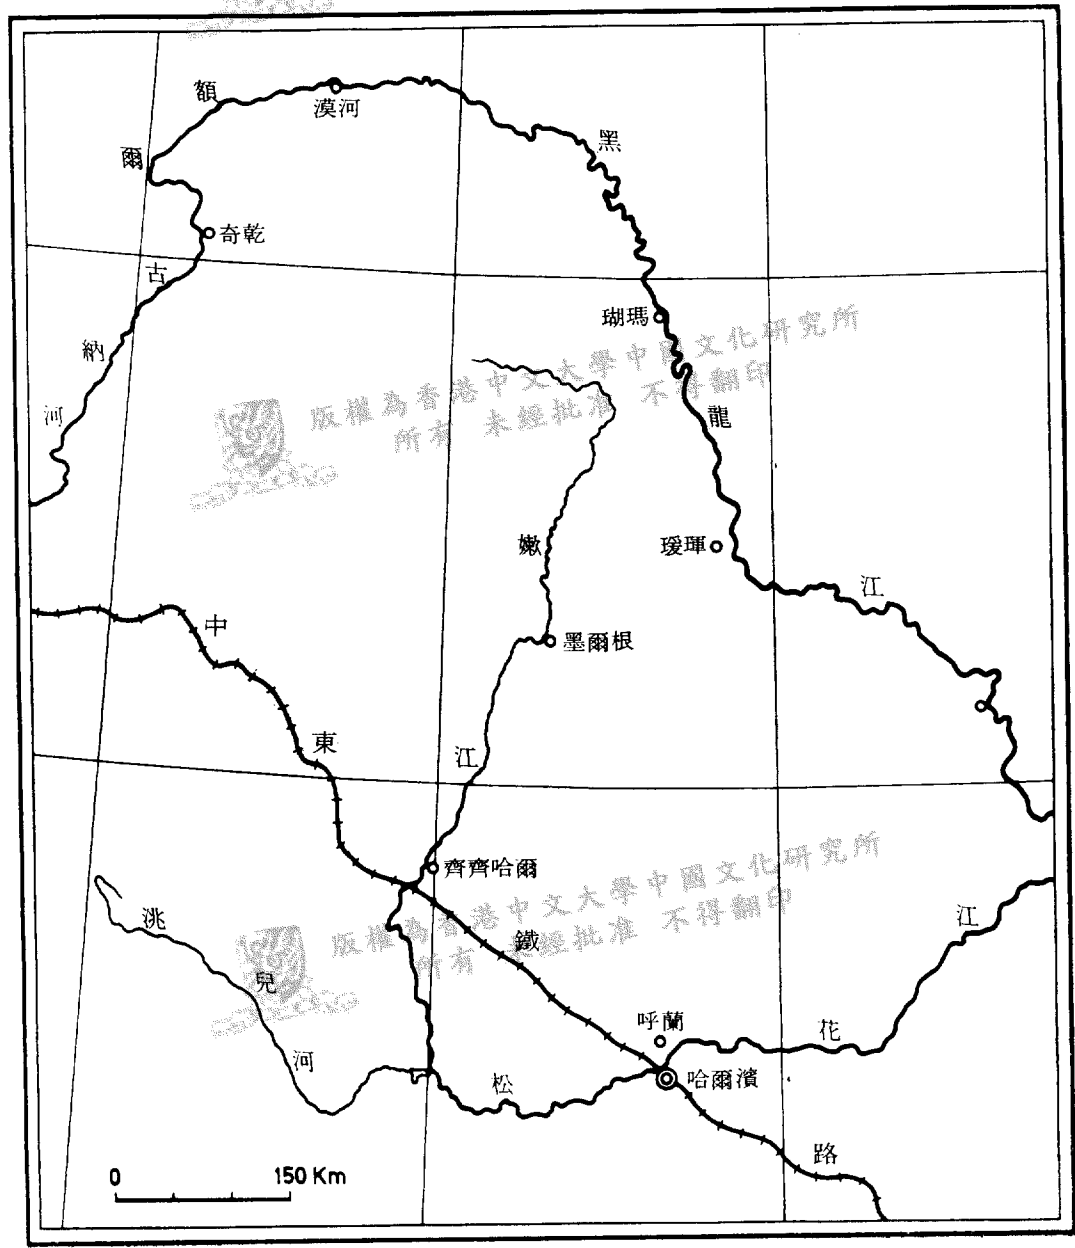 額爾古納河
漠河
黑龍江
奇乾
瑚瑪
版權為香港中文大學中國文化研究所
所有 未經批准 不得翻印
嫩江
璦琿
墨爾根
中東鐵路
齊齊哈爾
版權為香港中文大學中國文化研究所
所有 未經批准 不得翻印
洮兒河
呼蘭
松花江
哈爾濱
0 150 Km